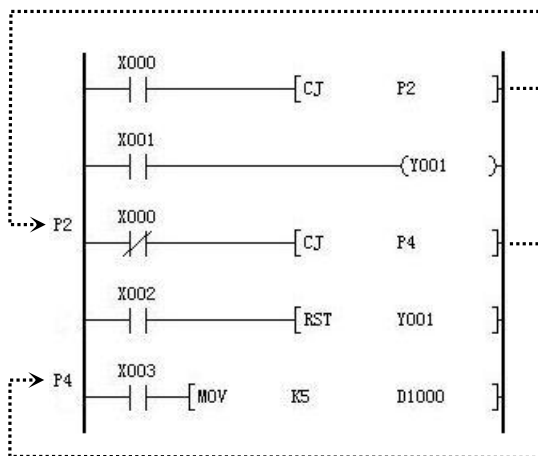 X000
[CJ P2 ]
X001
(Y001 )
P2 X000
[CJ P4 ]
X002
[RST Y001 ]
P4 X003
[MOV K5 D1000 ]